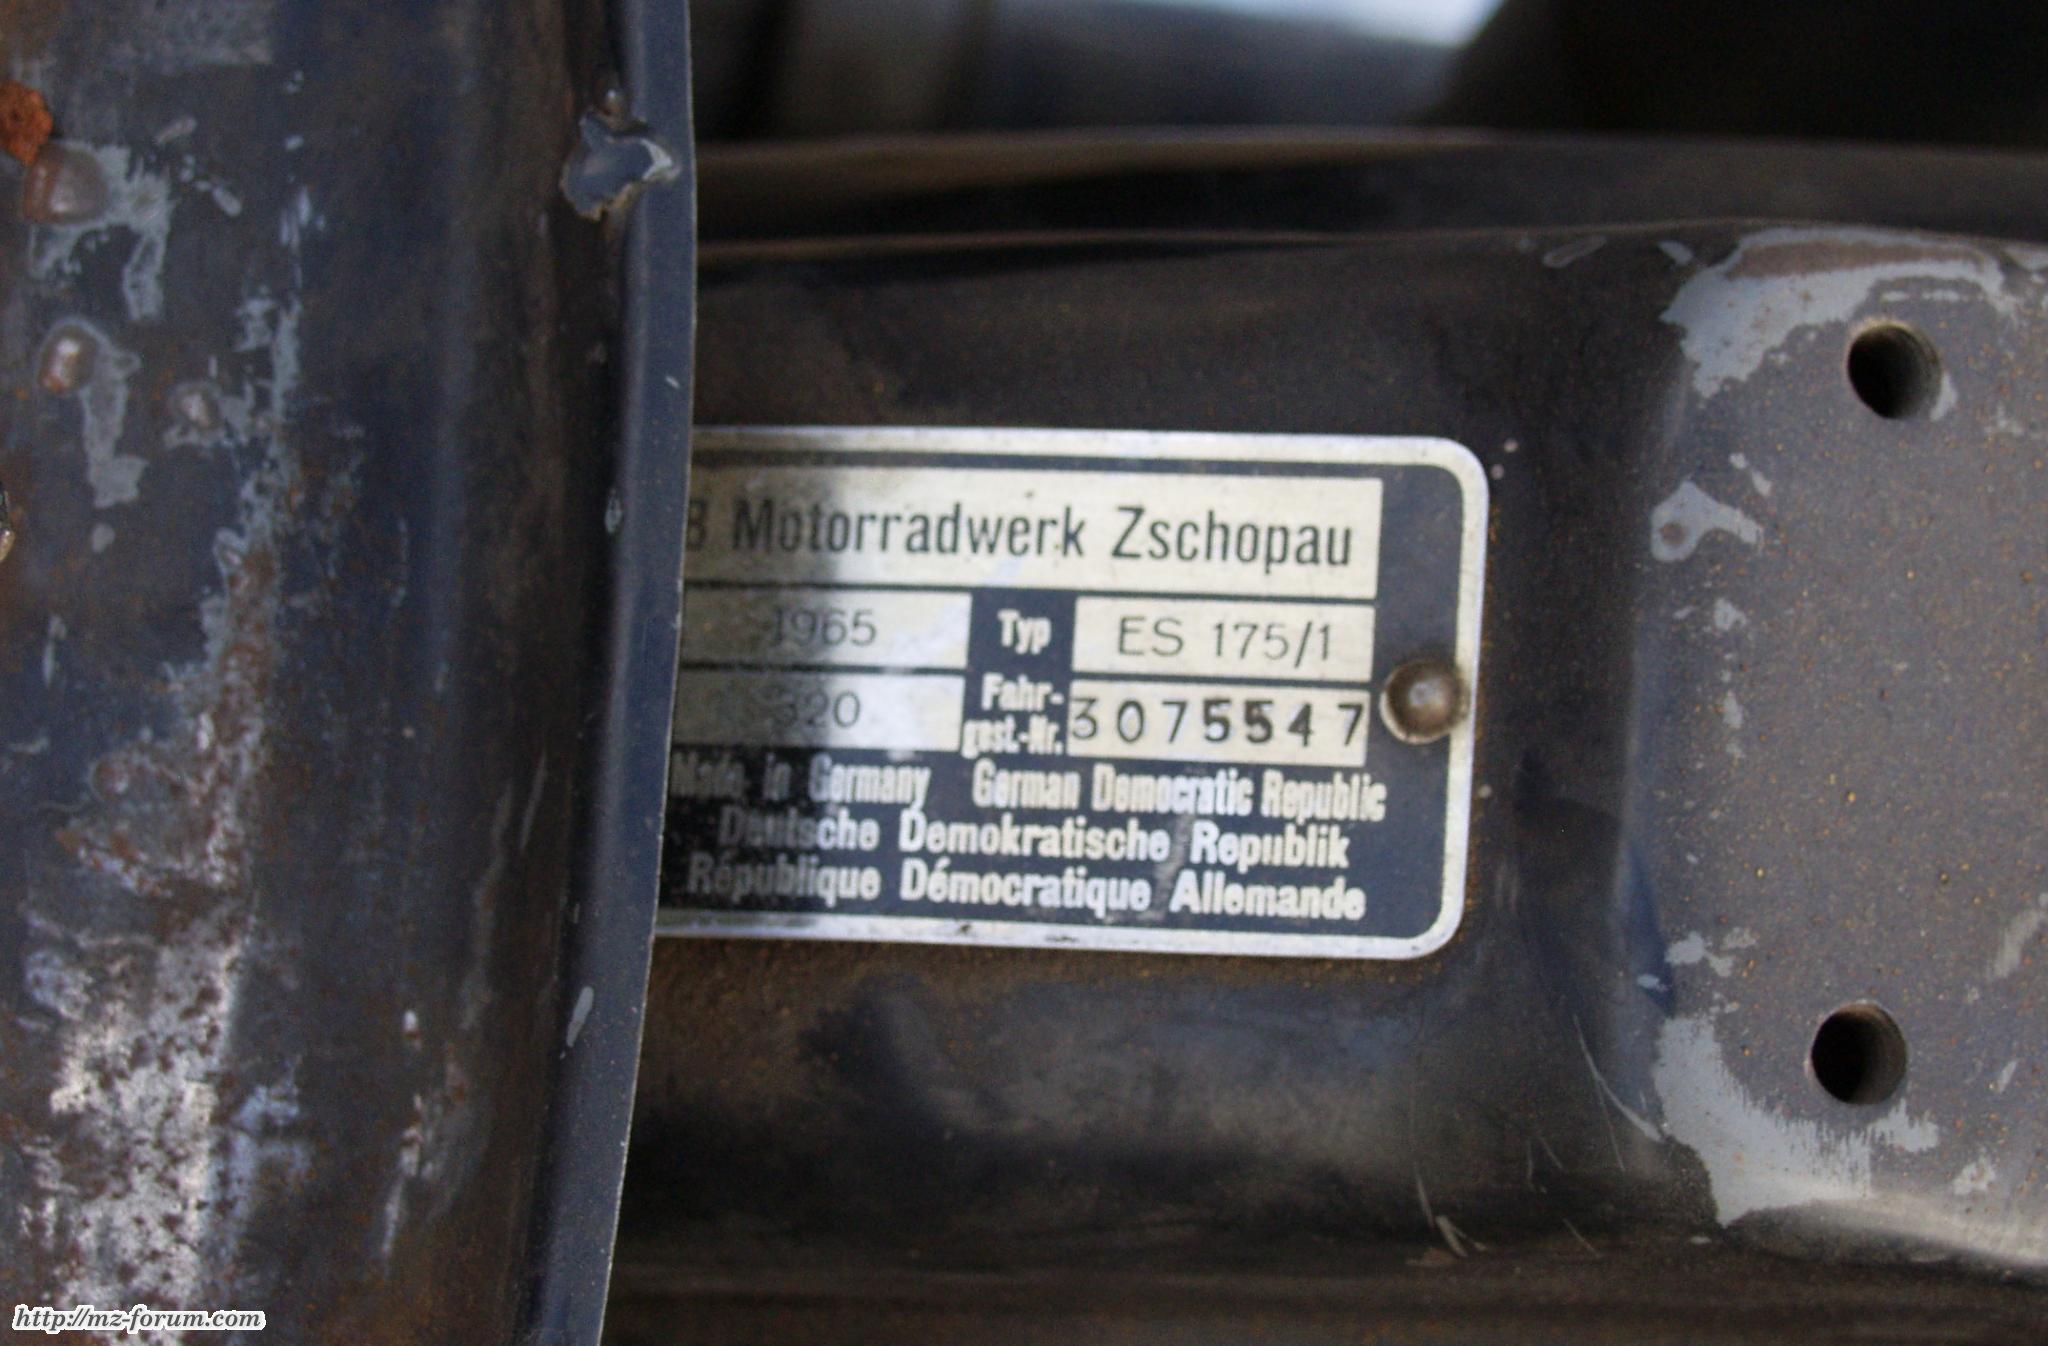 B Motorradwerk Zschopau
1965 Typ ES 175/1
320 Fahr-
gest.-Nr. 3075547
Made in Germany German Democratic Republic
Deutsche Demokratische Republik
République Démocratique Allemande
http://mz-forum.com